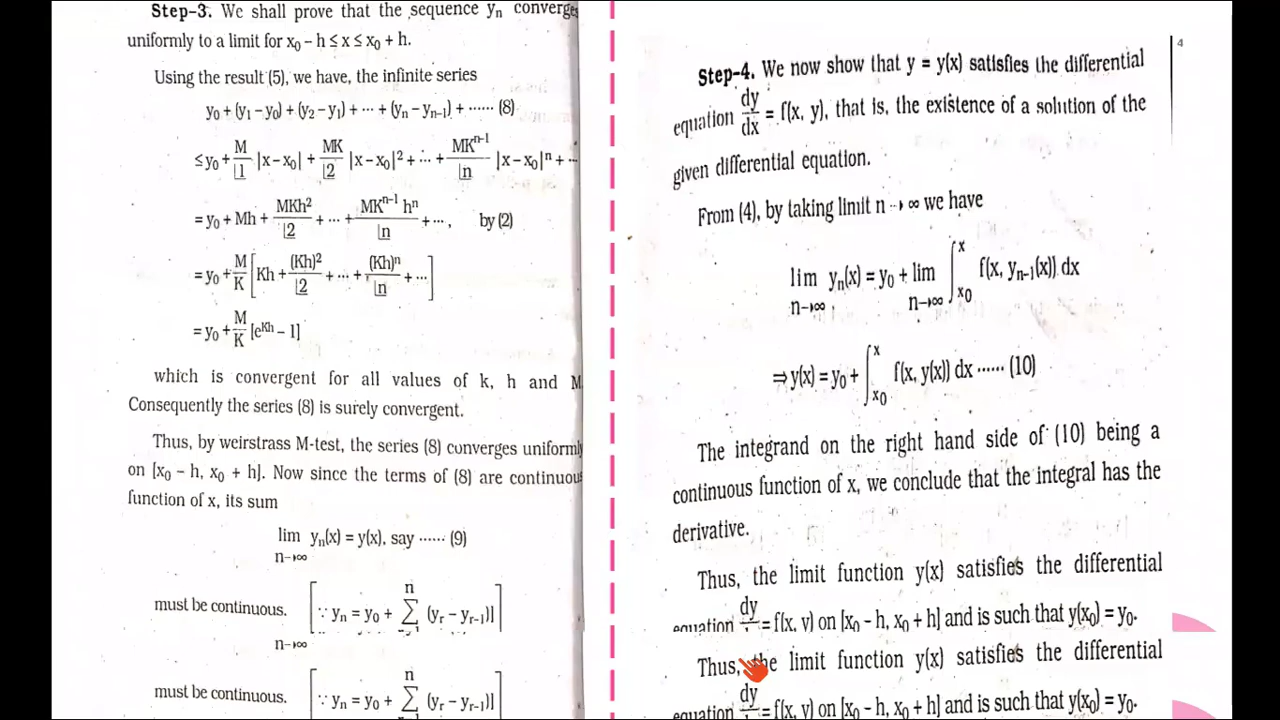 Step-3. We shall prove that the sequence yₙ converges
uniformly to a limit for x₀ – h ≤ x ≤ x₀ + h.
Using the result (5), we have, the infinite series
y₀ + (y₁ – y₀) + (y₂ – y₁) + ··· + (yₙ – yₙ₋₁) + ······ (8)
≤ y₀ + M/⌊1 |x – x₀| + MK/⌊2 |x – x₀|² + ··· + MKⁿ⁻¹/⌊n |x – x₀|ⁿ + ···
= y₀ + Mh + MKh²/⌊2 + ··· + MKⁿ⁻¹ hⁿ/⌊n + ···, by (2)
= y₀ + M/K [Kh + (Kh)²/⌊2 + ··· + (Kh)ⁿ/⌊n + ···]
= y₀ + M/K [eᴷʰ – 1]
which is convergent for all values of k, h and M
Consequently the series (8) is surely convergent.
Thus, by weirstrass M-test, the series (8) converges uniformly
on [x₀ – h, x₀ + h]. Now since the terms of (8) are continuous
function of x, its sum
lim yₙ(x) = y(x), say ······ (9)
n→∞
must be continuous. [∵ yₙ = y₀ + n ∑ (yᵣ – yᵣ₋₁)]
n→∞
must be continuous. [∵ yₙ = y₀ + n ∑ (yᵣ – yᵣ₋₁)]
4
Step-4. We now show that y = y(x) satisfies the differential
equation dy/dx = f(x, y), that is, the existence of a solution of the
given differential equation.
From (4), by taking limit n → ∞ we have
lim yₙ(x) = y₀ + lim ∫ₓ₀ˣ f(x, yₙ₋₁(x)) dx
n→∞ n→∞
⇒ y(x) = y₀ + ∫ₓ₀ˣ f(x, y(x)) dx ······ (10)
The integrand on the right hand side of (10) being a
continuous function of x, we conclude that the integral has the
derivative.
Thus, the limit function y(x) satisfies the differential
equation dy = f(x, y) on [x₀ – h, x₀ + h] and is such that y(x₀) = y₀.
Thus, the limit function y(x) satisfies the differential
equation dy = f(x, y) on [x₀ – h, x₀ + h] and is such that y(x₀) = y₀.